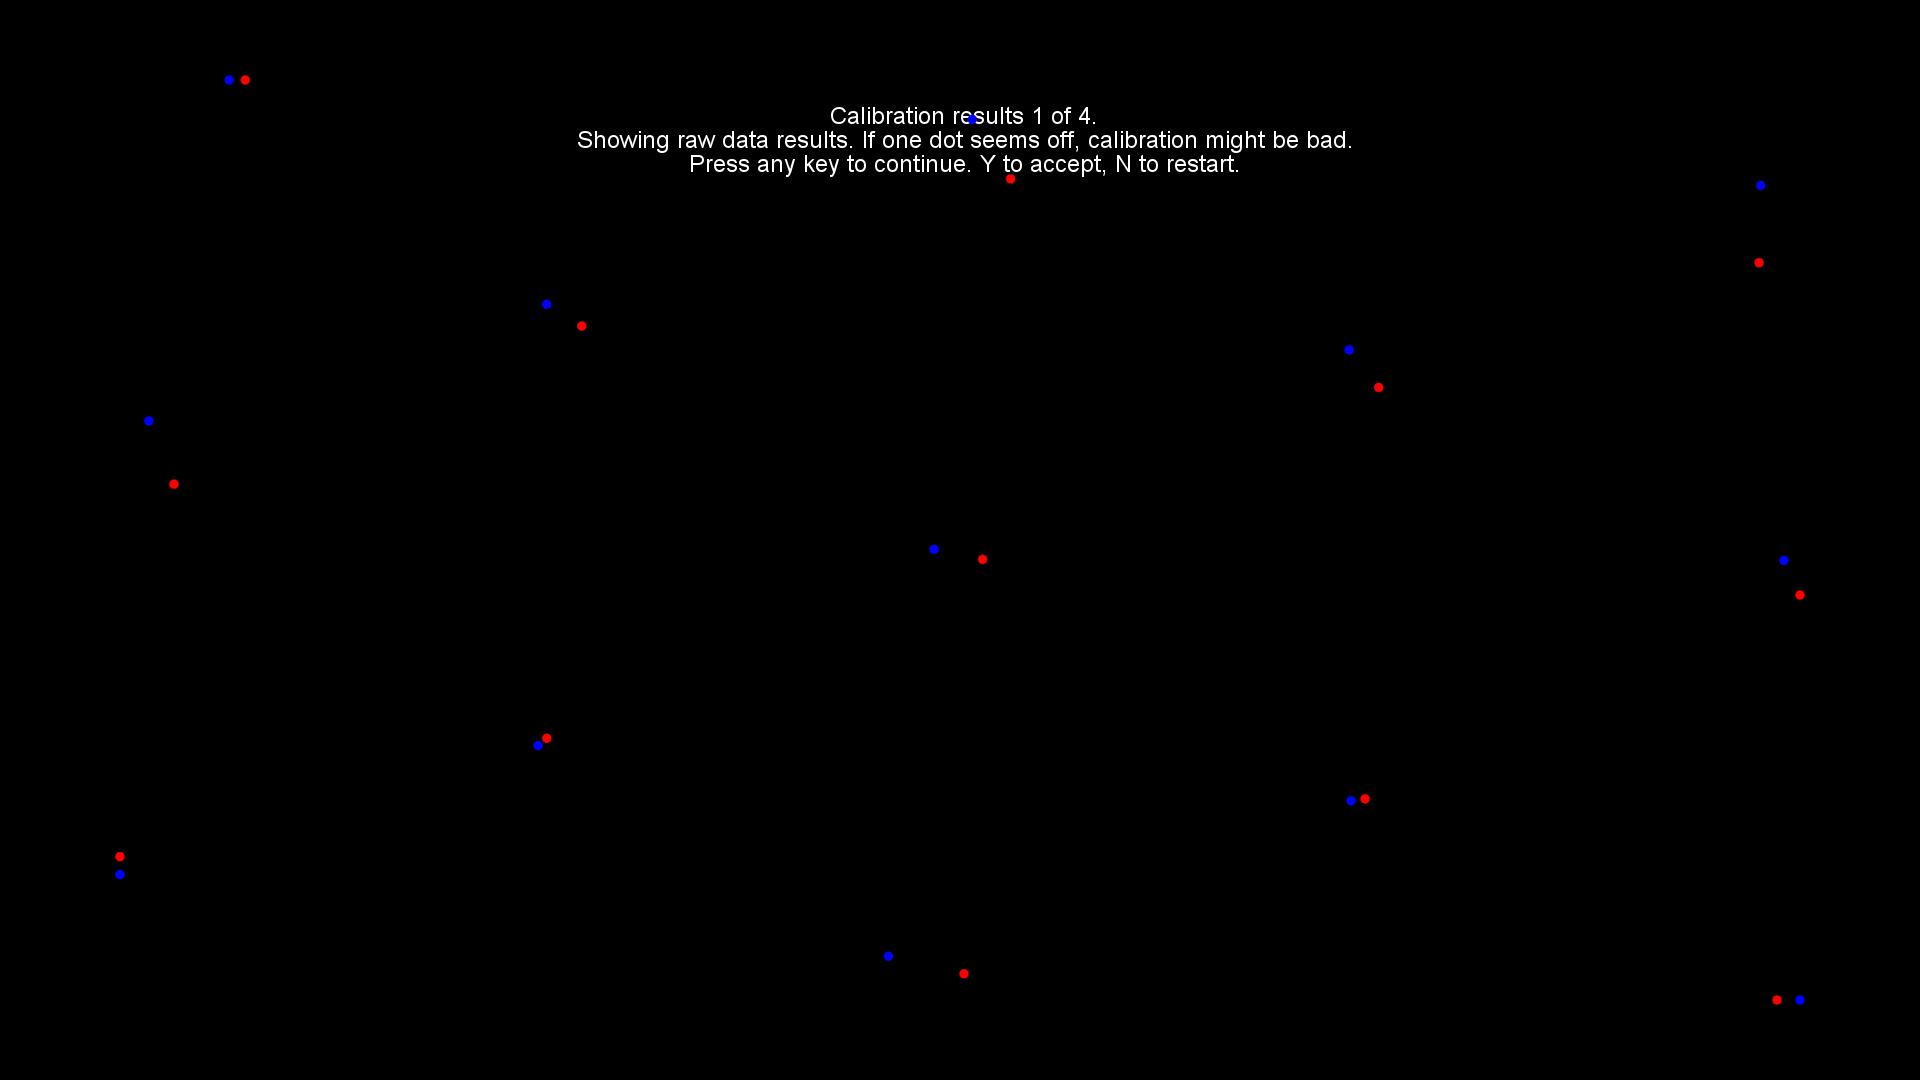 Calibration results 1 of 4.
Showing raw data results. If one dot seems off, calibration might be bad.
Press any key to continue. Y to accept, N to restart.